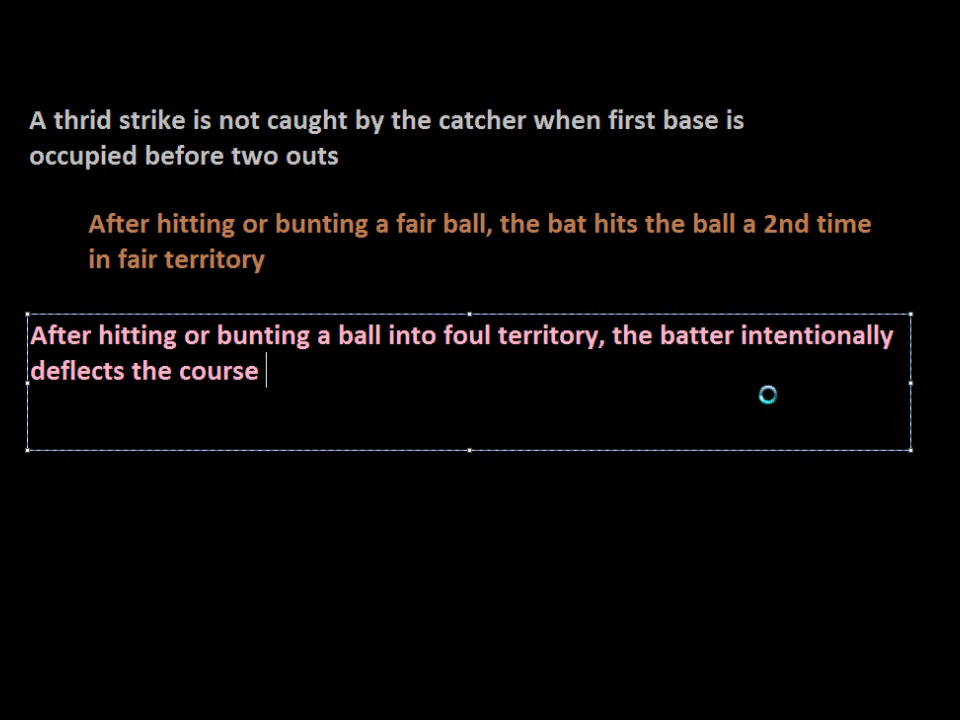 A thrid strike is not caught by the catcher when first base is
occupied before two outs
After hitting or bunting a fair ball, the bat hits the ball a 2nd time
in fair territory
After hitting or bunting a ball into foul territory, the batter intentionally
deflects the course